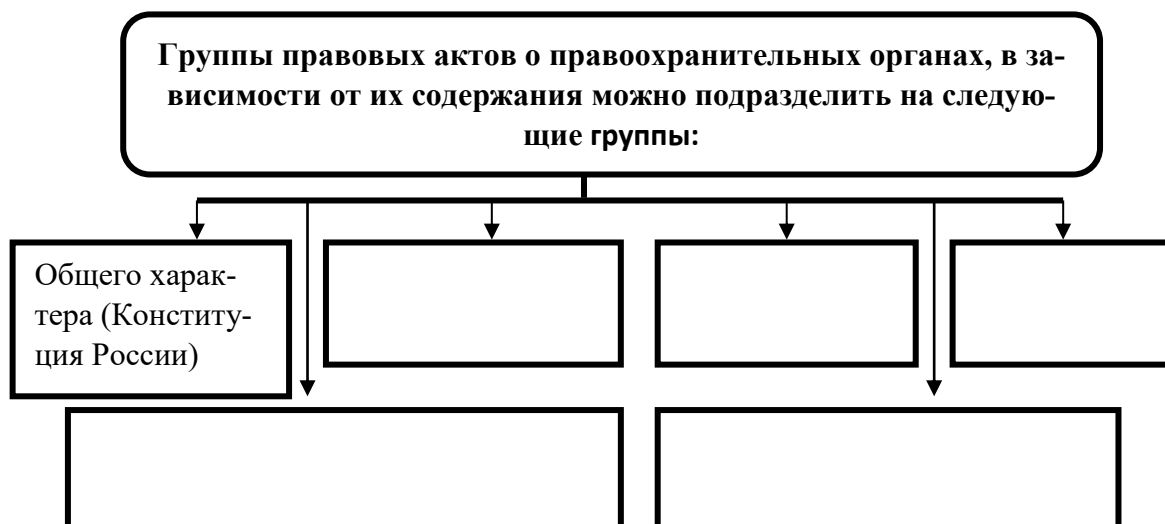 Группы правовых актов о правоохранительных органах, в за-
висимости от их содержания можно подразделить на следую-
щие группы:
Общего харак-
тера (Конститу-
ция России)